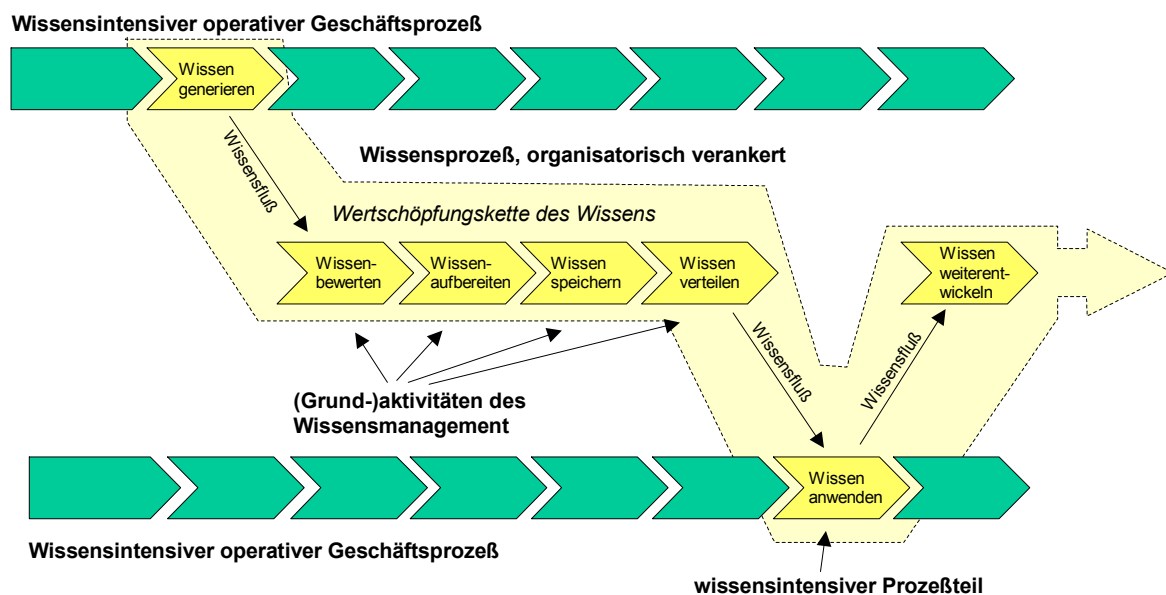 Wissensintensiver operativer Geschäftsprozeß
Wissen
generieren
Wissensfluß
Wissensprozeß, organisatorisch verankert
Wertschöpfungskette des Wissens
Wissen-
bewerten
Wissen-
aufbereiten
Wissen
speichern
Wissen
verteilen
Wissen
weiterent-
wickeln
Wissensfluß
Wissensfluß
(Grund-)aktivitäten des
Wissensmanagement
Wissen
anwenden
Wissensintensiver operativer Geschäftsprozeß
wissensintensiver Prozeßteil